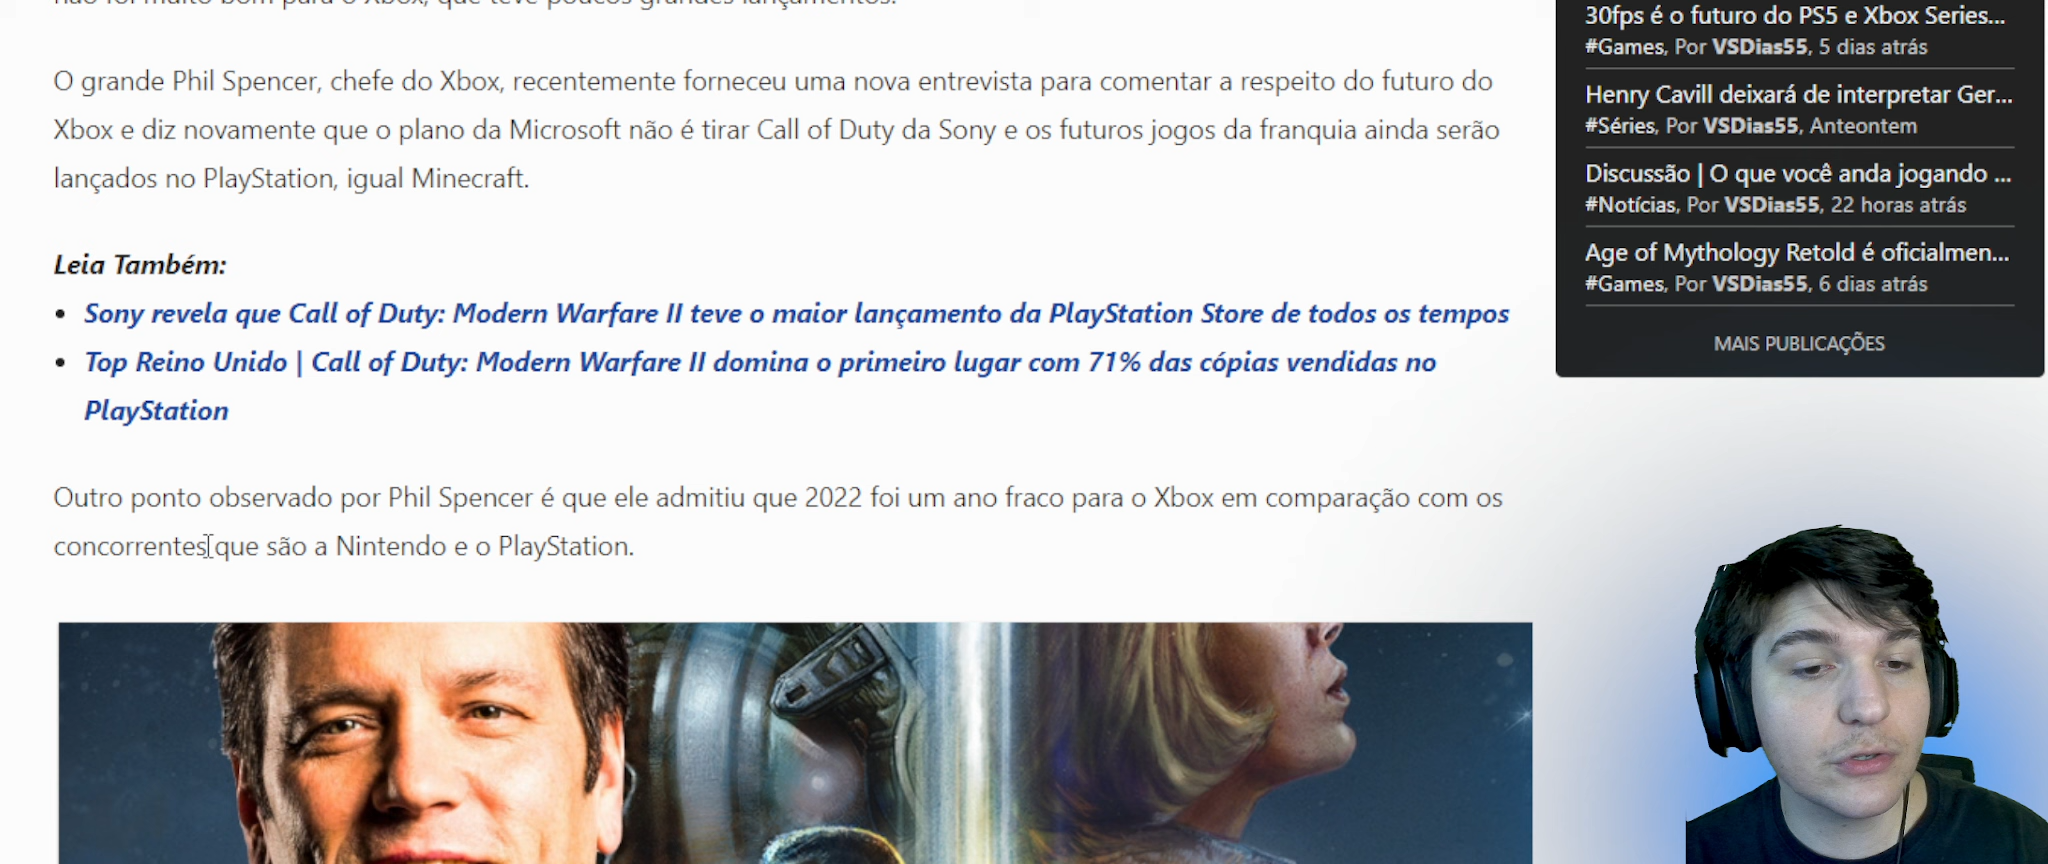 não foi muito bom para o Xbox, que teve poucos grandes lançamentos.
O grande Phil Spencer, chefe do Xbox, recentemente forneceu uma nova entrevista para comentar a respeito do futuro do
Xbox e diz novamente que o plano da Microsoft não é tirar Call of Duty da Sony e os futuros jogos da franquia ainda serão
lançados no PlayStation, igual Minecraft.
Leia Também:
Sony revela que Call of Duty: Modern Warfare II teve o maior lançamento da PlayStation Store de todos os tempos
Top Reino Unido | Call of Duty: Modern Warfare II domina o primeiro lugar com 71% das cópias vendidas no
PlayStation
Outro ponto observado por Phil Spencer é que ele admitiu que 2022 foi um ano fraco para o Xbox em comparação com os
concorrentes que são a Nintendo e o PlayStation.
30fps é o futuro do PS5 e Xbox Series...
#Games, Por VSDias55, 5 dias atrás
Henry Cavill deixará de interpretar Ger...
#Séries, Por VSDias55, Anteontem
Discussão | O que você anda jogando ...
#Notícias, Por VSDias55, 22 horas atrás
Age of Mythology Retold é oficialmen...
#Games, Por VSDias55, 6 dias atrás
MAIS PUBLICAÇÕES